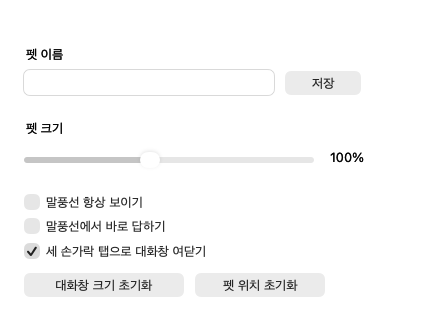 펫 이름
저장
펫 크기
100%
말풍선 항상 보이기
말풍선에서 바로 답하기
세 손가락 탭으로 대화창 여닫기
대화창 크기 초기화
펫 위치 초기화